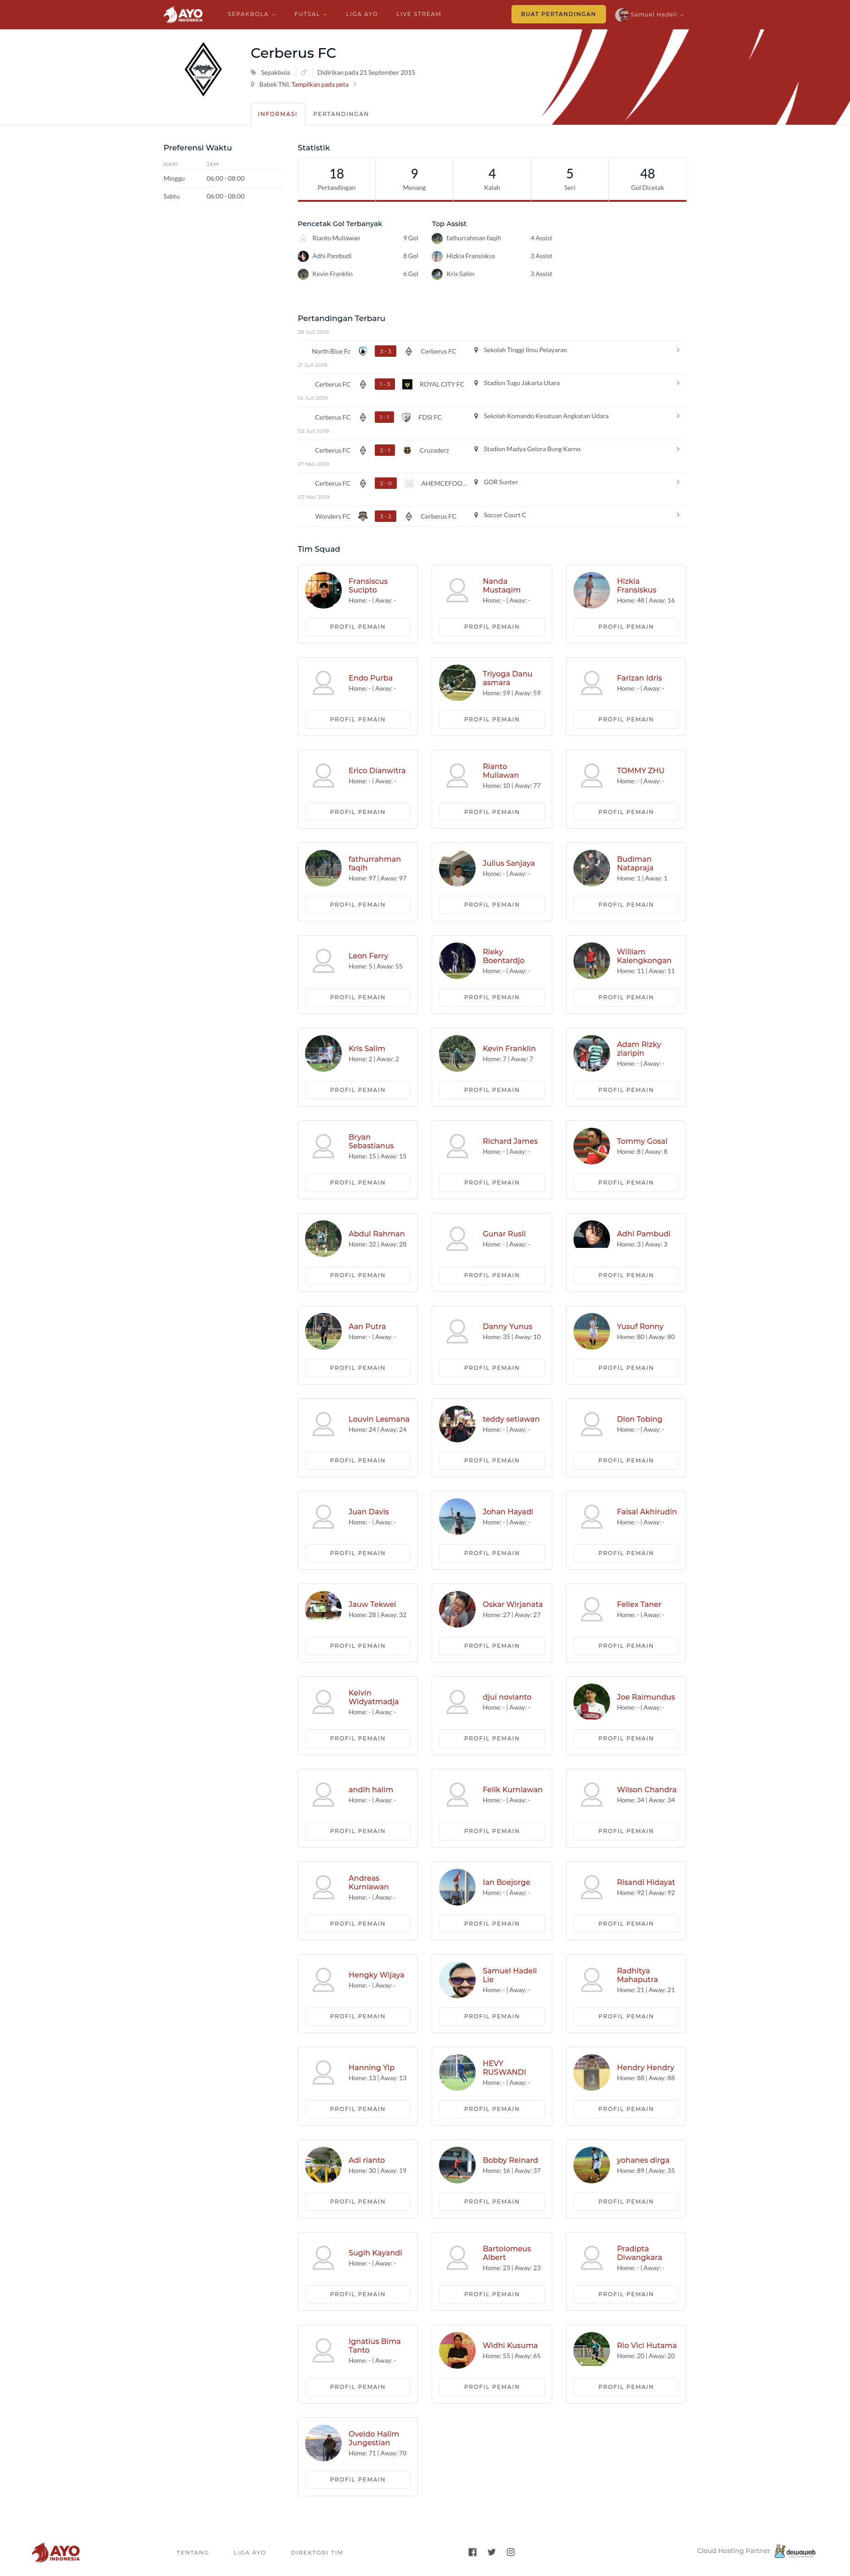 AYO
INDONESIA
SEPAKBOLA
FUTSAL
LIGA AYO
LIVE STREAM
BUAT PERTANDINGAN
Samuel Hadeli
Cerberus FC
Sepakbola
Didirikan pada 21 September 2015
Babek TNI. Tampilkan pada peta
INFORMASI
PERTANDINGAN
Preferensi Waktu
HARI JAM
Minggu 06:00 - 08:00
Sabtu 06:00 - 08:00
Statistik
18 9 4 5 48
Pertandingan Menang Kalah Seri Gol Dicetak
Pencetak Gol Terbanyak
Rianto Muliawan 9 Gol
Adhi Pambudi 8 Gol
Kevin Franklin 6 Gol
Top Assist
fathurrahman faqih 4 Assist
Hizkia Fransiskus 3 Assist
Kris Salim 3 Assist
Pertandingan Terbaru
28 Juli 2019
North Blue Fc 3 - 3 Cerberus FC Sekolah Tinggi Ilmu Pelayaran
21 Juli 2019
Cerberus FC 1 - 3 ROYAL CITY FC Stadion Tugu Jakarta Utara
14 Juli 2019
Cerberus FC 1 - 1 FDSI FC Sekolah Komando Kesatuan Angkatan Udara
02 Juli 2019
Cerberus FC 2 - 1 Cruzaderz Stadion Madya Gelora Bung Karno
27 Mei 2019
Cerberus FC 2 - 0 AHEMCEFOO... GOR Sunter
07 Mei 2019
Wonders FC 3 - 2 Cerberus FC Soccer Court C
Tim Squad
Fransiscus
Sucipto
Home: - | Away: -
PROFIL PEMAIN
Nanda
Mustaqim
Home: - | Away: -
PROFIL PEMAIN
Hizkia
Fransiskus
Home: 48 | Away: 16
PROFIL PEMAIN
Endo Purba
Home: - | Away: -
PROFIL PEMAIN
Triyoga Danu
asmara
Home: 59 | Away: 59
PROFIL PEMAIN
Farizan Idris
Home: - | Away: -
PROFIL PEMAIN
Erico Dianwitra
Home: - | Away: -
PROFIL PEMAIN
Rianto
Muliawan
Home: 10 | Away: 77
PROFIL PEMAIN
TOMMY ZHU
Home: - | Away: -
PROFIL PEMAIN
fathurrahman
faqih
Home: 97 | Away: 97
PROFIL PEMAIN
Julius Sanjaya
Home: - | Away: -
PROFIL PEMAIN
Budiman
Natapraja
Home: 1 | Away: 1
PROFIL PEMAIN
Leon Ferry
Home: 5 | Away: 55
PROFIL PEMAIN
Rieky
Boentardjo
Home: - | Away: -
PROFIL PEMAIN
William
Kalengkongan
Home: 11 | Away: 11
PROFIL PEMAIN
Kris Salim
Home: 2 | Away: 2
PROFIL PEMAIN
Kevin Franklin
Home: 7 | Away: 7
PROFIL PEMAIN
Adam Rizky
ziaripin
Home: - | Away: -
PROFIL PEMAIN
Bryan
Sebastianus
Home: 15 | Away: 15
PROFIL PEMAIN
Richard James
Home: - | Away: -
PROFIL PEMAIN
Tommy Gosal
Home: 8 | Away: 8
PROFIL PEMAIN
Abdul Rahman
Home: 32 | Away: 28
PROFIL PEMAIN
Gunar Rusli
Home: - | Away: -
PROFIL PEMAIN
Adhi Pambudi
Home: 3 | Away: 3
PROFIL PEMAIN
Aan Putra
Home: - | Away: -
PROFIL PEMAIN
Danny Yunus
Home: 35 | Away: 10
PROFIL PEMAIN
Yusuf Ronny
Home: 80 | Away: 80
PROFIL PEMAIN
Louvin Lesmana
Home: 24 | Away: 24
PROFIL PEMAIN
teddy setiawan
Home: - | Away: -
PROFIL PEMAIN
Dion Tobing
Home: - | Away: -
PROFIL PEMAIN
Juan Davis
Home: - | Away: -
PROFIL PEMAIN
Johan Hayadi
Home: - | Away: -
PROFIL PEMAIN
Faisal Akhirudin
Home: - | Away: -
PROFIL PEMAIN
Jauw Tekwei
Home: 28 | Away: 32
PROFIL PEMAIN
Oskar Wirjanata
Home: 27 | Away: 27
PROFIL PEMAIN
Fellex Taner
Home: - | Away: -
PROFIL PEMAIN
Kelvin
Widyatmadja
Home: - | Away: -
PROFIL PEMAIN
djui novianto
Home: - | Away: -
PROFIL PEMAIN
Joe Raimundus
Home: - | Away: -
PROFIL PEMAIN
andih halim
Home: - | Away: -
PROFIL PEMAIN
Felik Kurniawan
Home: - | Away: -
PROFIL PEMAIN
Wilson Chandra
Home: 34 | Away: 34
PROFIL PEMAIN
Andreas
Kurniawan
Home: - | Away: -
PROFIL PEMAIN
Ian Boejorge
Home: - | Away: -
PROFIL PEMAIN
Risandi Hidayat
Home: 92 | Away: 92
PROFIL PEMAIN
Hengky Wijaya
Home: - | Away: -
PROFIL PEMAIN
Samuel Hadeli
Lie
Home: - | Away: -
PROFIL PEMAIN
Radhitya
Mahaputra
Home: 21 | Away: 21
PROFIL PEMAIN
Hanning Yip
Home: 13 | Away: 13
PROFIL PEMAIN
HEVY
RUSWANDI
Home: - | Away: -
PROFIL PEMAIN
Hendry Hendry
Home: 88 | Away: 88
PROFIL PEMAIN
Adi rianto
Home: 30 | Away: 19
PROFIL PEMAIN
Bobby Reinard
Home: 16 | Away: 37
PROFIL PEMAIN
yohanes dirga
Home: 89 | Away: 35
PROFIL PEMAIN
Sugih Kayandi
Home: - | Away: -
PROFIL PEMAIN
Bartolomeus
Albert
Home: 23 | Away: 23
PROFIL PEMAIN
Pradipta
Diwangkara
Home: - | Away: -
PROFIL PEMAIN
Ignatius Bima
Tanto
Home: - | Away: -
PROFIL PEMAIN
Widhi Kusuma
Home: 55 | Away: 65
PROFIL PEMAIN
Rio Vici Hutama
Home: 20 | Away: 20
PROFIL PEMAIN
Oveldo Halim
Jungestian
Home: 71 | Away: 70
PROFIL PEMAIN
AYO
INDONESIA
TENTANG
LIGA AYO
DIREKTORI TIM
Cloud Hosting Partner
dewaweb